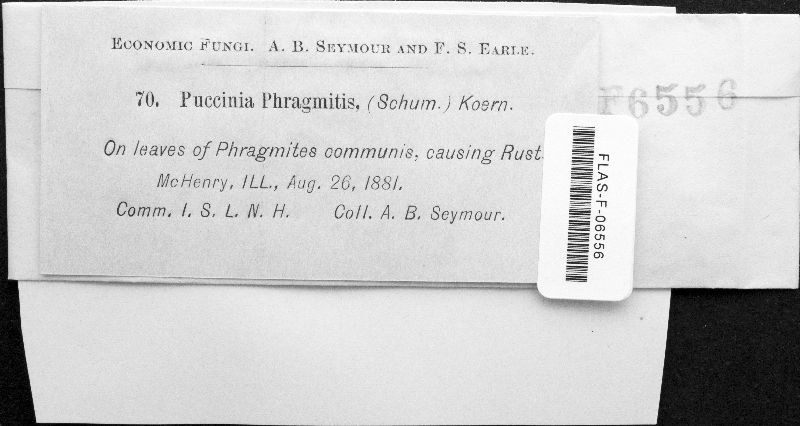 Economic Fungi. A. B. Seymour and F. S. Earle.
70. Puccinia Phragmitis, (Schum.) Koern.
On leaves of Phragmites communis, causing Rust.
McHenry, ILL., Aug. 26, 1881.
Comm. I. S. L. N. H. Coll. A. B. Seymour.
F6556
FLAS-F-06556